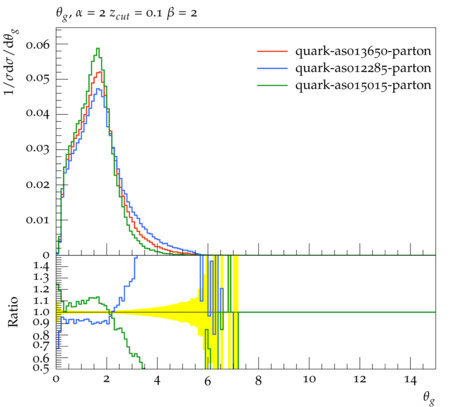 θg, α = 2 zcut = 0.1 β = 2
1/σdσ/dθg
0.06
0.05
0.04
0.03
0.02
0.01
0
quark-as013650-parton
quark-as012285-parton
quark-as015015-parton
Ratio
1.4
1.3
1.2
1.1
1.0
0.9
0.8
0.7
0.6
0.5
0 2 4 6 8 10 12 14
θg